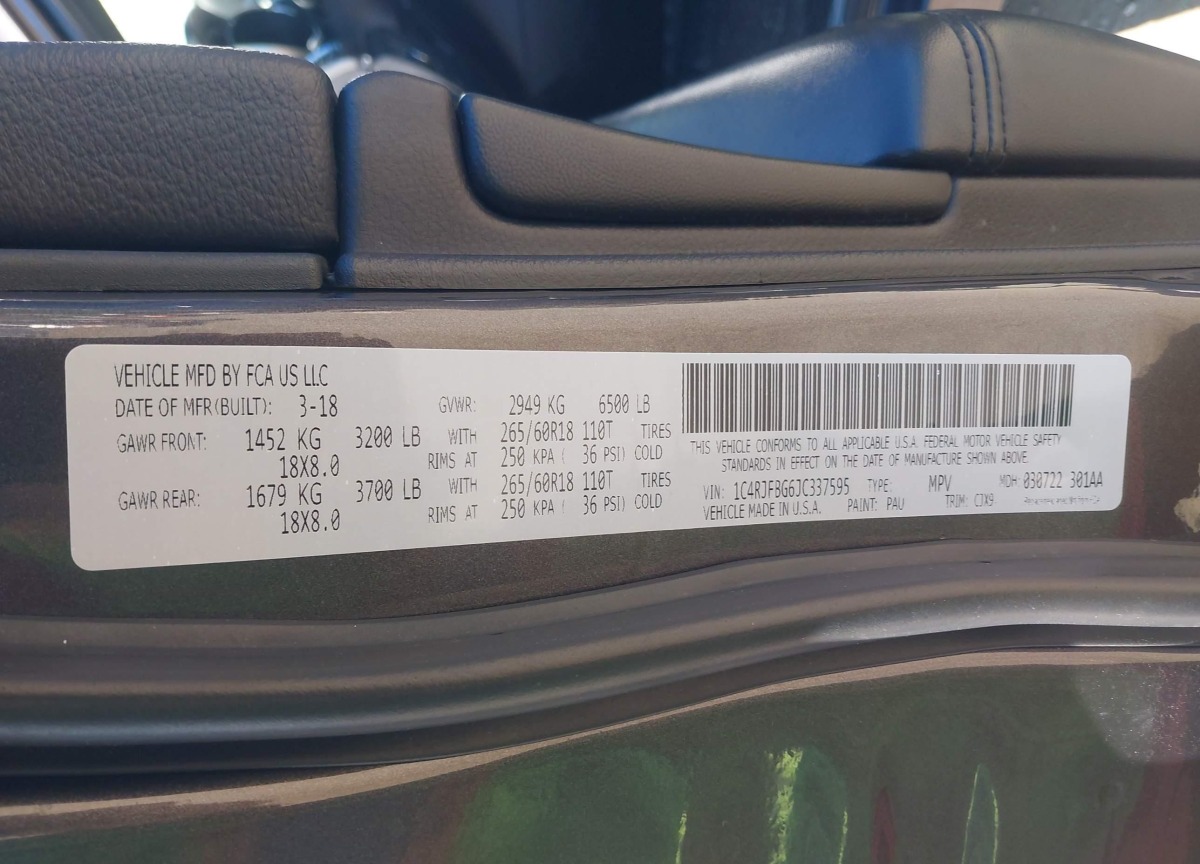 VEHICLE MFD BY FCA US LLC
DATE OF MFR(BUILT): 3-18 GVWR: 2949 KG 6500 LB
GAWR FRONT: 1452 KG 3200 LB WITH 265/60R18 110T TIRES
18X8.0 RIMS AT 250 KPA ( 36 PSI) COLD
GAWR REAR: 1679 KG 3700 LB WITH 265/60R18 110T TIRES
18X8.0 RIMS AT 250 KPA ( 36 PSI) COLD
THIS VEHICLE CONFORMS TO ALL APPLICABLE U.S.A. FEDERAL MOTOR VEHICLE SAFETY
STANDARDS IN EFFECT ON THE DATE OF MANUFACTURE SHOWN ABOVE.
VIN: 1C4RJFBG6JC337595 TYPE: MPV MDH: 030722 301AA
VEHICLE MADE IN U.S.A. PAINT: PAU TRIM: CJX9